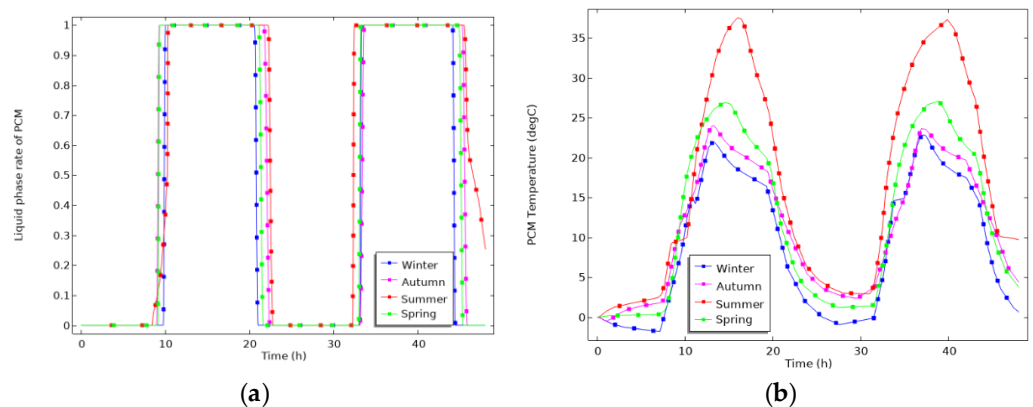 1
0.9
0.8
0.7
0.6
0.5
0.4
0.3
0.2
0.1
0
Liquid phase rate of PCM
Winter
Autumn
Summer
Spring
0 10 20 30 40
Time (h)
(a)
35
30
25
20
15
10
5
0
PCM Temperature (degC)
Winter
Autumn
Summer
Spring
0 10 20 30 40
Time (h)
(b)